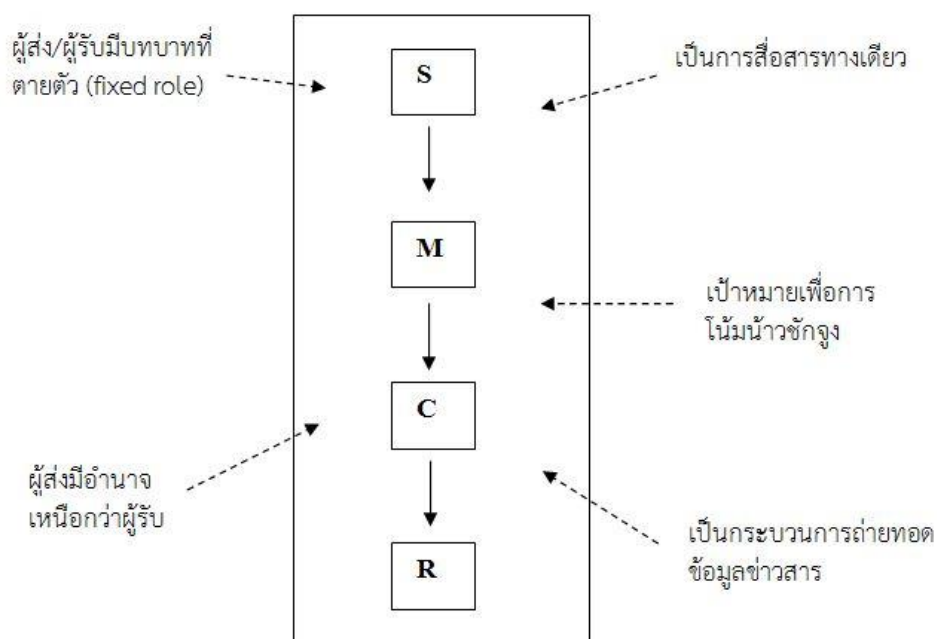 ผู้ส่ง/ผู้รับมีบทบาทที่
ตายตัว (fixed role)
S
เป็นการสื่อสารทางเดียว
M
เป้าหมายเพื่อการ
โน้มน้าวชักจูง
C
ผู้ส่งมีอำนาจ
เหนือกว่าผู้รับ
เป็นกระบวนการถ่ายทอด
ข้อมูลข่าวสาร
R